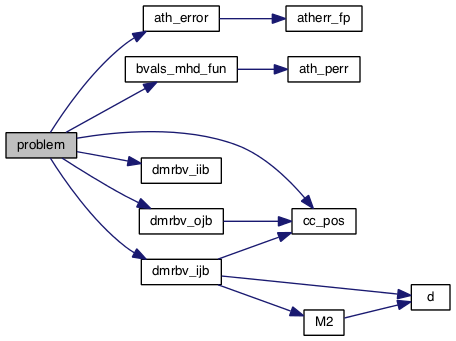 ath_error
atherr_fp
bvals_mhd_fun
ath_perr
problem
dmrbv_iib
dmrbv_ojb
cc_pos
dmrbv_ijb
d
M2